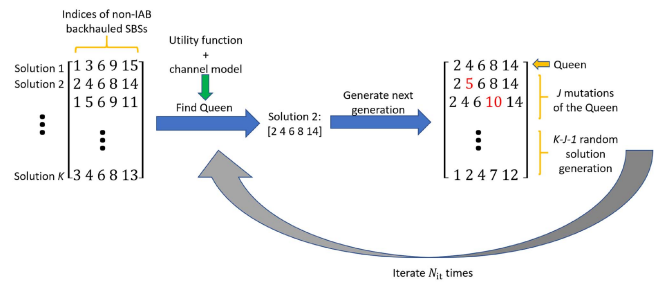 Indices of non-IAB
backhauled SBSs
Solution 1
1 3 6 9 15
Solution 2
2 4 6 8 14
1 5 6 9 11
Solution K
3 4 6 8 13
Utility function
+
channel model
Find Queen
Solution 2:
[2 4 6 8 14]
Generate next
generation
2 4 6 8 14
2 5 6 8 14
2 4 6 10 14
1 2 4 7 12
Queen
J mutations
of the Queen
K-J-1 random
solution
generation
Iterate Nit times